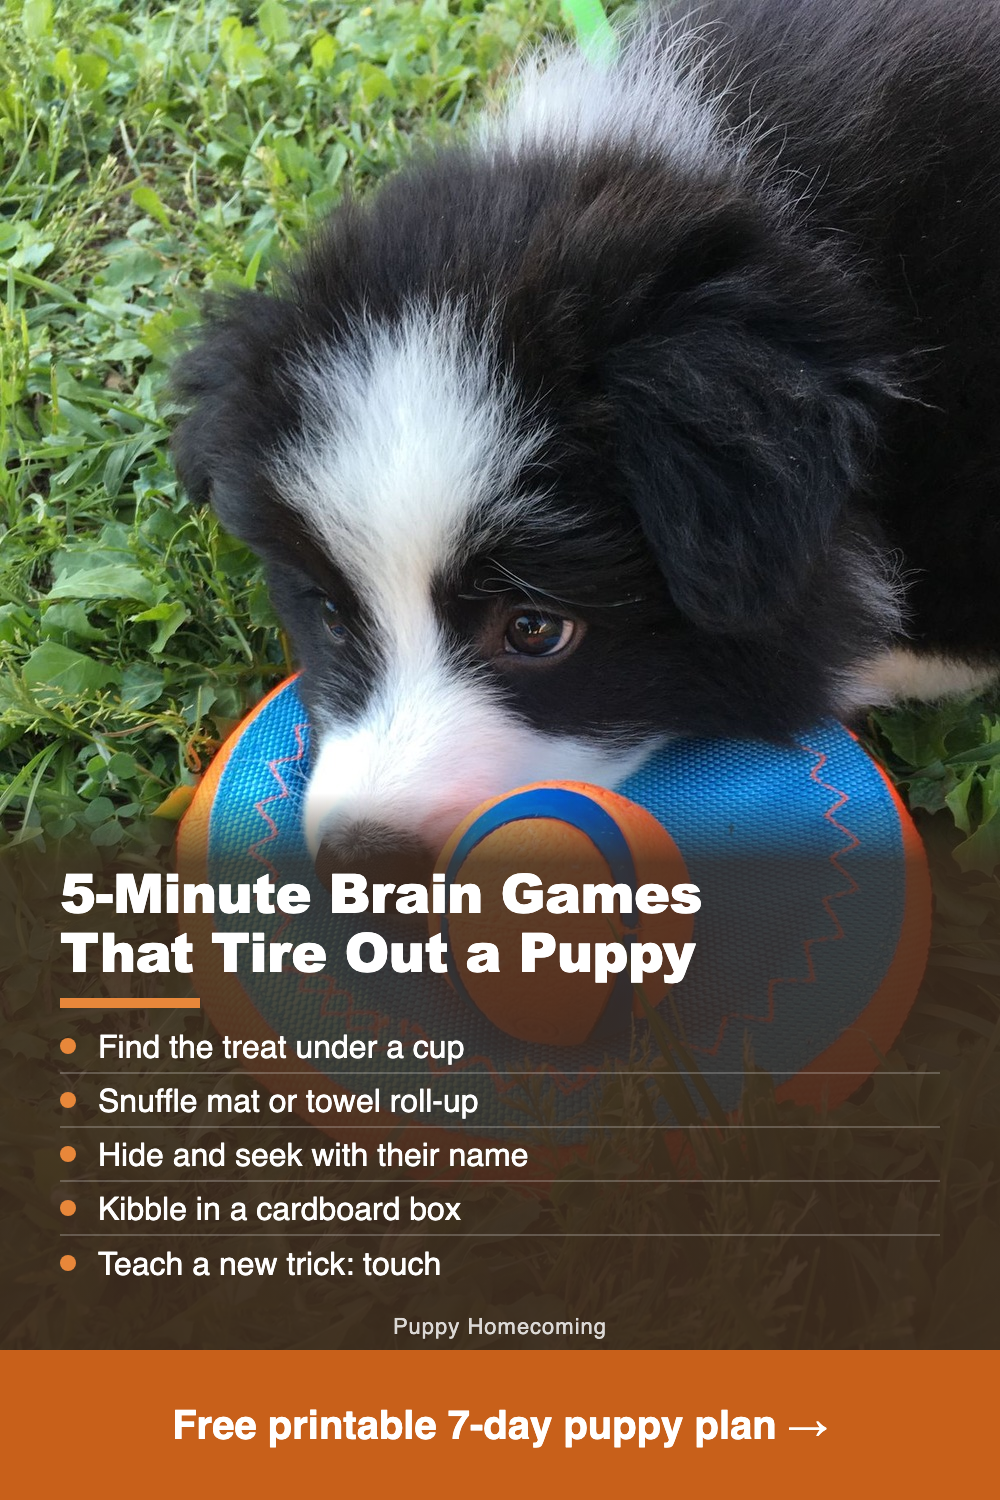 5-Minute Brain Games
That Tire Out a Puppy
Find the treat under a cup
Snuffle mat or towel roll-up
Hide and seek with their name
Kibble in a cardboard box
Teach a new trick: touch
Puppy Homecoming
Free printable 7-day puppy plan →